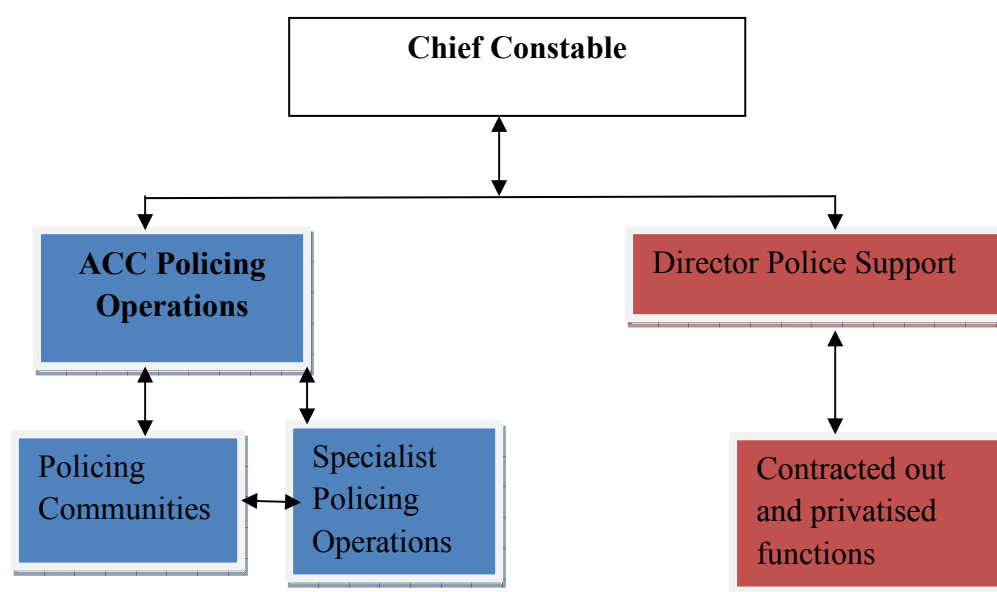 Chief Constable
ACC Policing
Operations
Director Police Support
Policing
Communities
Specialist
Policing
Operations
Contracted out
and privatised
functions